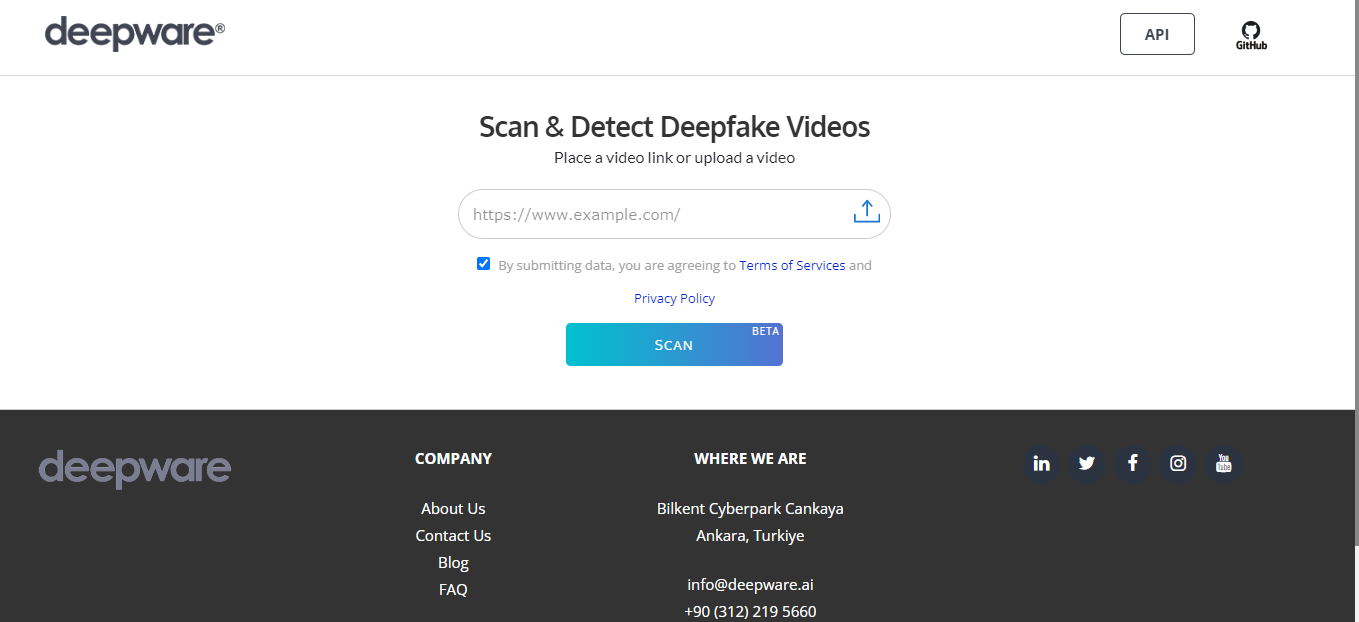 deepware®
API
GitHub
Scan & Detect Deepfake Videos
Place a video link or upload a video
https://www.example.com/
By submitting data, you are agreeing to Terms of Services and
Privacy Policy
BETA
SCAN
deepware
COMPANY
About Us
Contact Us
Blog
FAQ
WHERE WE ARE
Bilkent Cyberpark Cankaya
Ankara, Turkiye
info@deepware.ai
+90 (312) 219 5660
in
f
You
Tube